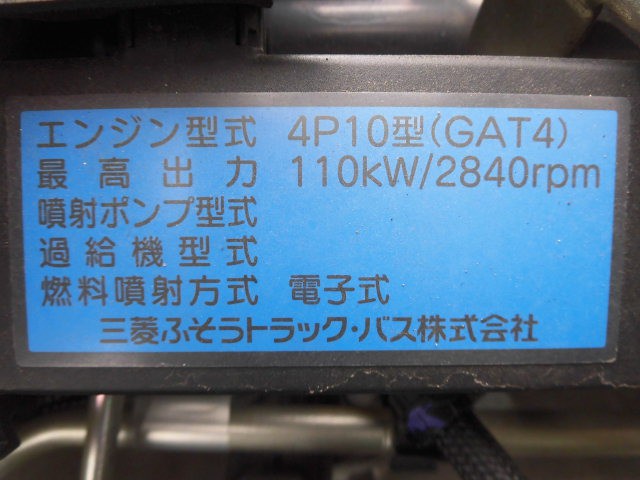 エンジン型式 4P10型(GAT4)
最高出力 110kW/2840rpm
噴射ポンプ型式
過給機型式
燃料噴射方式 電子式
三菱ふそうトラック・バス株式会社